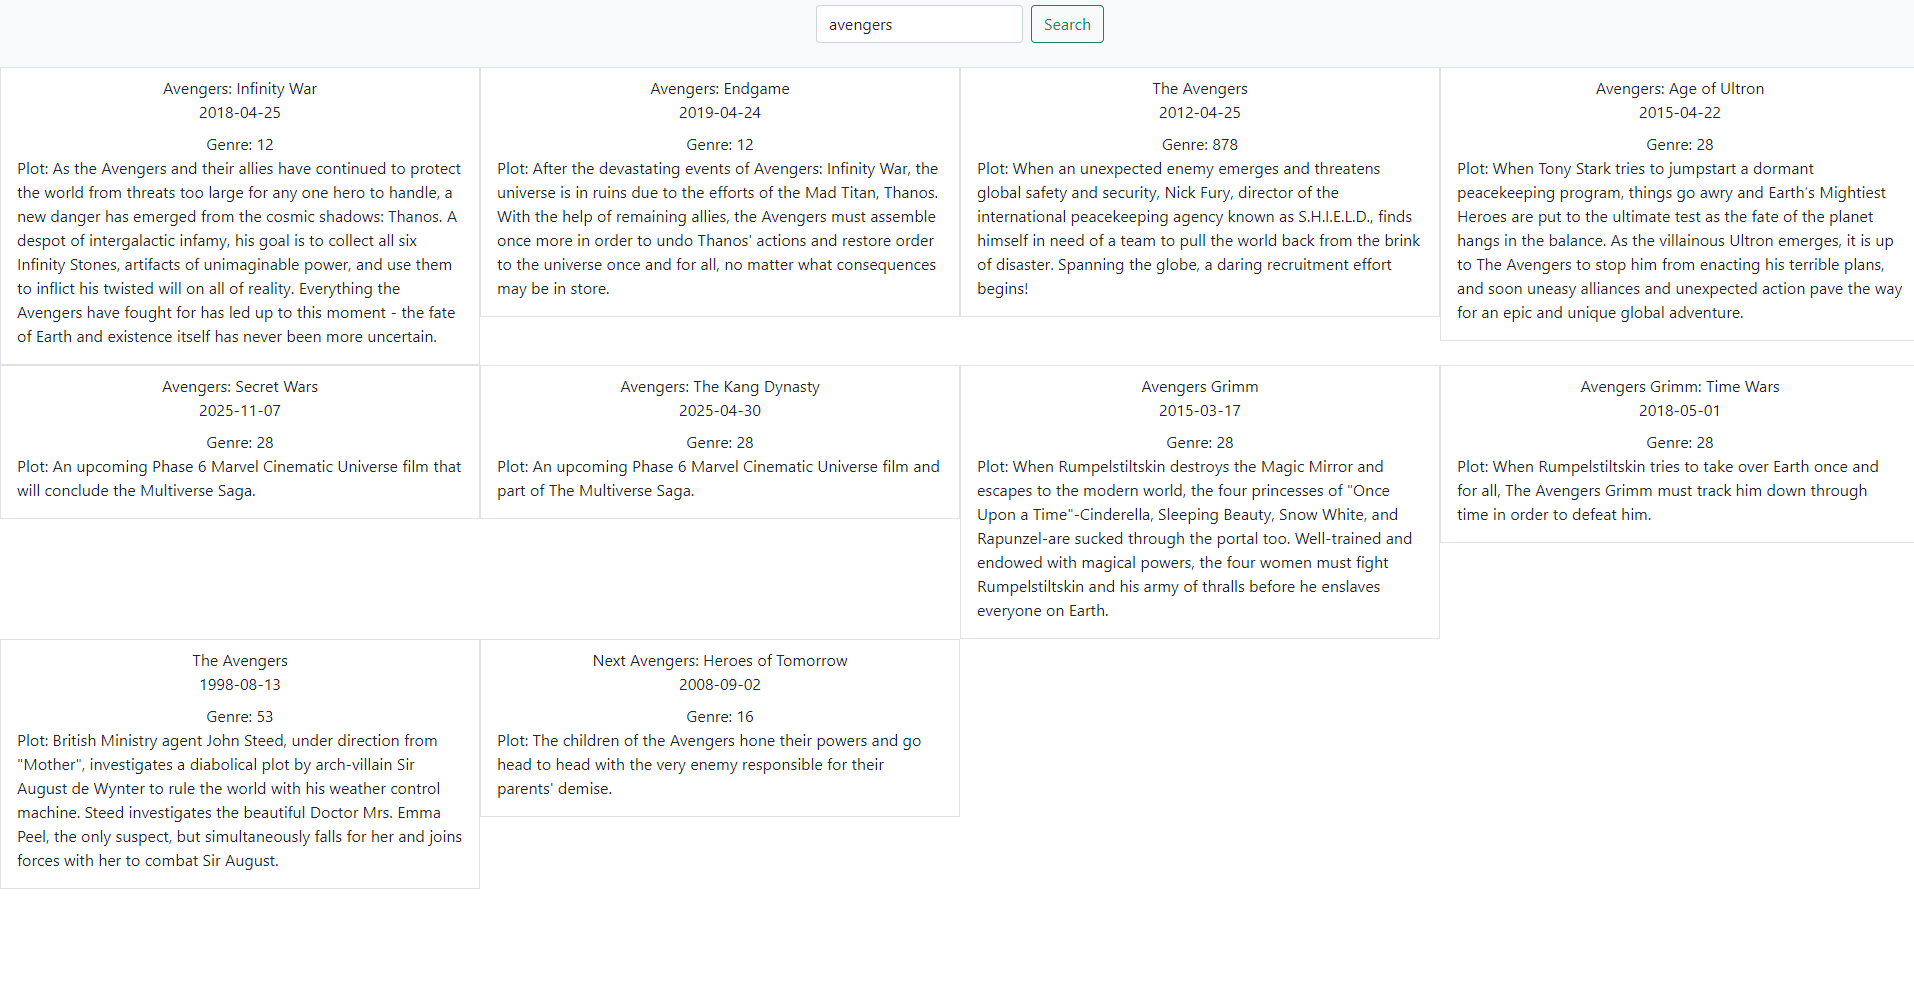 avengers
Search
Avengers: Infinity War
2018-04-25
Genre: 12
Plot: As the Avengers and their allies have continued to protect
the world from threats too large for any one hero to handle, a
new danger has emerged from the cosmic shadows: Thanos. A
despot of intergalactic infamy, his goal is to collect all six
Infinity Stones, artifacts of unimaginable power, and use them
to inflict his twisted will on all of reality. Everything the
Avengers have fought for has led up to this moment - the fate
of Earth and existence itself has never been more uncertain.
Avengers: Endgame
2019-04-24
Genre: 12
Plot: After the devastating events of Avengers: Infinity War, the
universe is in ruins due to the efforts of the Mad Titan, Thanos.
With the help of remaining allies, the Avengers must assemble
once more in order to undo Thanos' actions and restore order
to the universe once and for all, no matter what consequences
may be in store.
The Avengers
2012-04-25
Genre: 878
Plot: When an unexpected enemy emerges and threatens
global safety and security, Nick Fury, director of the
international peacekeeping agency known as S.H.I.E.L.D., finds
himself in need of a team to pull the world back from the brink
of disaster. Spanning the globe, a daring recruitment effort
begins!
Avengers: Age of Ultron
2015-04-22
Genre: 28
Plot: When Tony Stark tries to jumpstart a dormant
peacekeeping program, things go awry and Earth’s Mightiest
Heroes are put to the ultimate test as the fate of the planet
hangs in the balance. As the villainous Ultron emerges, it is up
to The Avengers to stop him from enacting his terrible plans,
and soon uneasy alliances and unexpected action pave the way
for an epic and unique global adventure.
Avengers: Secret Wars
2025-11-07
Genre: 28
Plot: An upcoming Phase 6 Marvel Cinematic Universe film that
will conclude the Multiverse Saga.
Avengers: The Kang Dynasty
2025-04-30
Genre: 28
Plot: An upcoming Phase 6 Marvel Cinematic Universe film and
part of The Multiverse Saga.
Avengers Grimm
2015-03-17
Genre: 28
Plot: When Rumpelstiltskin destroys the Magic Mirror and
escapes to the modern world, the four princesses of "Once
Upon a Time"-Cinderella, Sleeping Beauty, Snow White, and
Rapunzel-are sucked through the portal too. Well-trained and
endowed with magical powers, the four women must fight
Rumpelstiltskin and his army of thralls before he enslaves
everyone on Earth.
Avengers Grimm: Time Wars
2018-05-01
Genre: 28
Plot: When Rumpelstiltskin tries to take over Earth once and
for all, The Avengers Grimm must track him down through
time in order to defeat him.
The Avengers
1998-08-13
Genre: 53
Plot: British Ministry agent John Steed, under direction from
"Mother", investigates a diabolical plot by arch-villain Sir
August de Wynter to rule the world with his weather control
machine. Steed investigates the beautiful Doctor Mrs. Emma
Peel, the only suspect, but simultaneously falls for her and joins
forces with her to combat Sir August.
Next Avengers: Heroes of Tomorrow
2008-09-02
Genre: 16
Plot: The children of the Avengers hone their powers and go
head to head with the very enemy responsible for their
parents' demise.